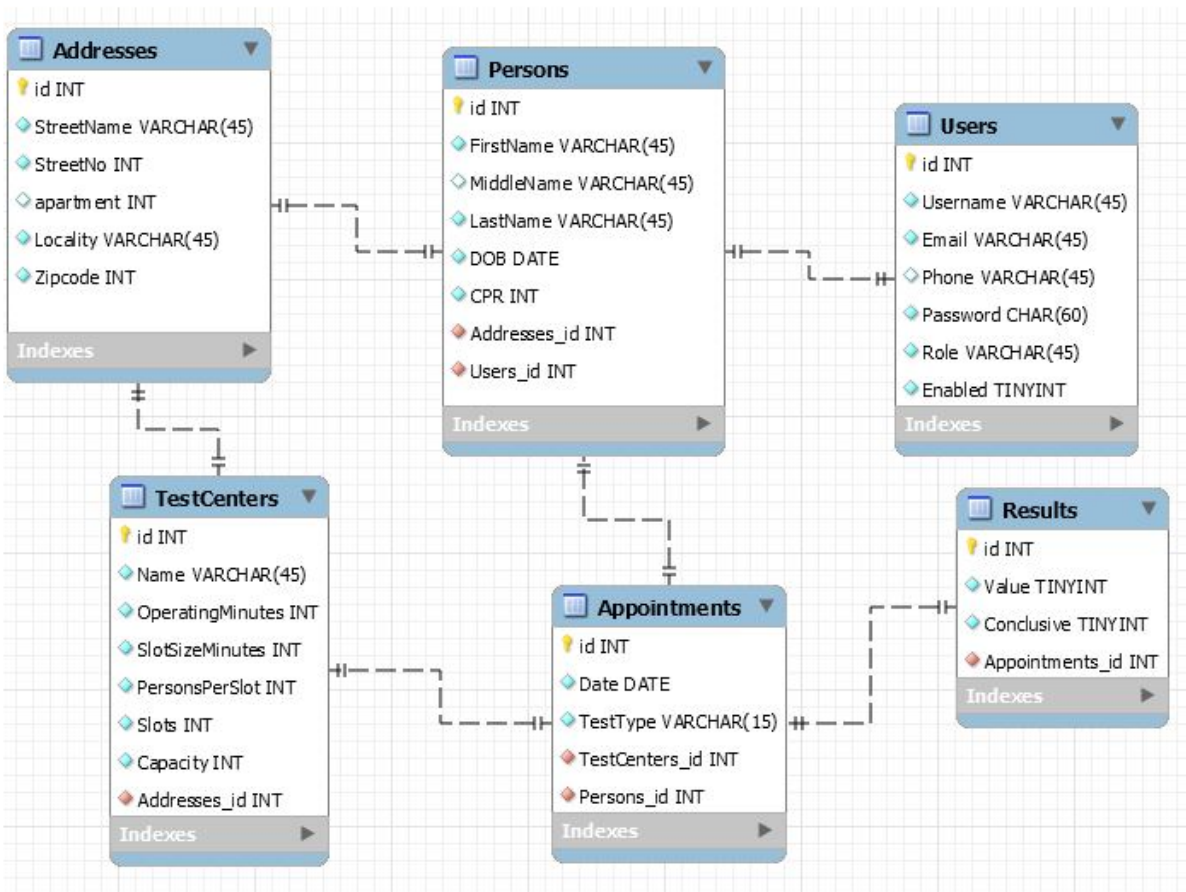 Addresses
id INT
StreetName VARCHAR(45)
StreetNo INT
apartment INT
Locality VARCHAR(45)
Zipcode INT
Indexes
Persons
id INT
FirstName VARCHAR(45)
MiddleName VARCHAR(45)
LastName VARCHAR(45)
DOB DATE
CPR INT
Addresses_id INT
Users_id INT
Indexes
Users
id INT
Username VARCHAR(45)
Email VARCHAR(45)
Phone VARCHAR(45)
Password CHAR(60)
Role VARCHAR(45)
Enabled TINYINT
Indexes
TestCenters
id INT
Name VARCHAR(45)
OperatingMinutes INT
SlotSizeMinutes INT
PersonsPerSlot INT
Slots INT
Capacity INT
Addresses_id INT
Indexes
Appointments
id INT
Date DATE
TestType VARCHAR(15)
TestCenters_id INT
Persons_id INT
Indexes
Results
id INT
Value TINYINT
Conclusive TINYINT
Appointments_id INT
Indexes